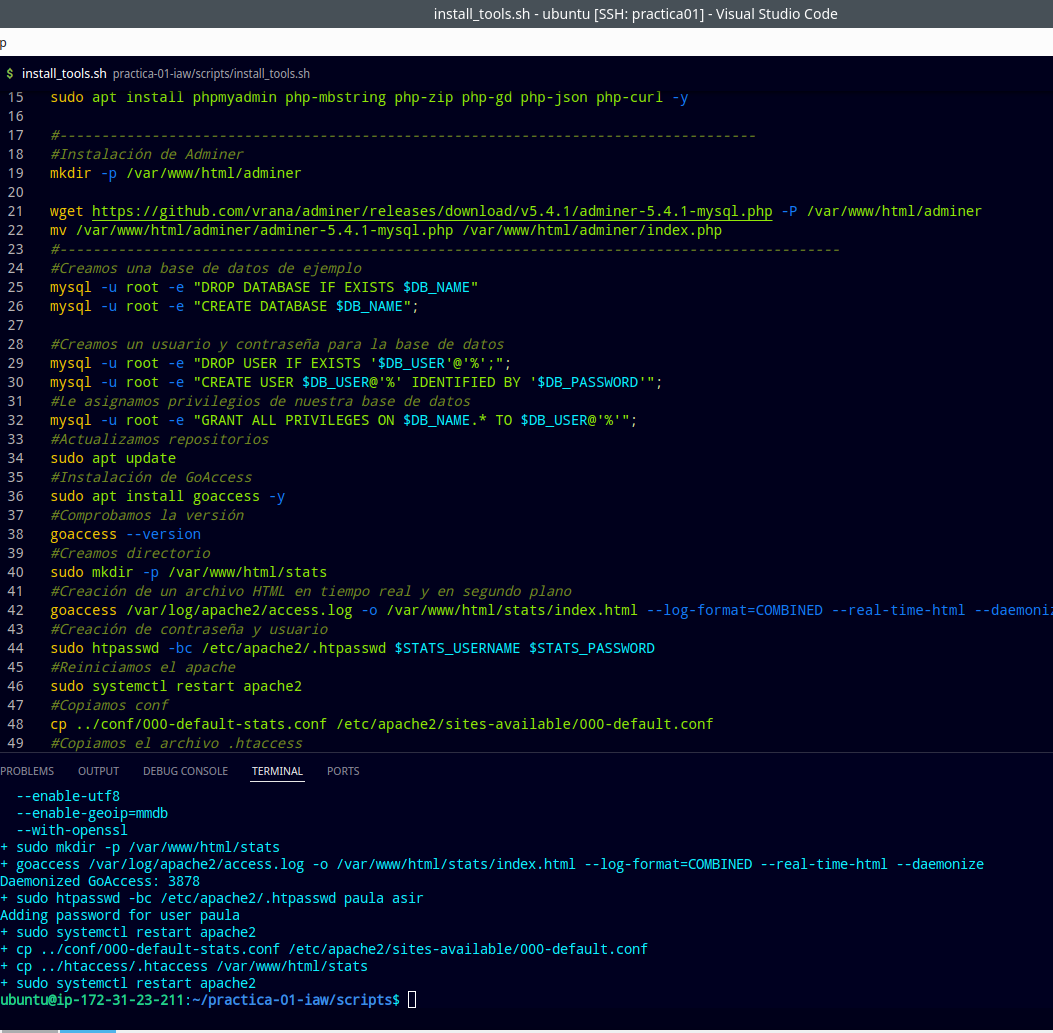 install_tools.sh - ubuntu [SSH: practica01] - Visual Studio Code
p
$ install_tools.sh practica-01-iaw/scripts/install_tools.sh
15 sudo apt install phpmyadmin php-mbstring php-zip php-gd php-json php-curl -y
16
17 #-----------------------------------------------------------------------------------
18 #Instalación de Adminer
19 mkdir -p /var/www/html/adminer
20
21 wget https://github.com/vrana/adminer/releases/download/v5.4.1/adminer-5.4.1-mysql.php -P /var/www/html/adminer
22 mv /var/www/html/adminer/adminer-5.4.1-mysql.php /var/www/html/adminer/index.php
23 #---------------------------------------------------------------------------------------------
24 #Creamos una base de datos de ejemplo
25 mysql -u root -e "DROP DATABASE IF EXISTS $DB_NAME"
26 mysql -u root -e "CREATE DATABASE $DB_NAME";
27
28 #Creamos un usuario y contraseña para la base de datos
29 mysql -u root -e "DROP USER IF EXISTS '$DB_USER'@'%';";
30 mysql -u root -e "CREATE USER $DB_USER@'%' IDENTIFIED BY '$DB_PASSWORD'";
31 #Le asignamos privilegios de nuestra base de datos
32 mysql -u root -e "GRANT ALL PRIVILEGES ON $DB_NAME.* TO $DB_USER@'%'";
33 #Actualizamos repositorios
34 sudo apt update
35 #Instalación de GoAccess
36 sudo apt install goaccess -y
37 #Comprobamos la versión
38 goaccess --version
39 #Creamos directorio
40 sudo mkdir -p /var/www/html/stats
41 #Creación de un archivo HTML en tiempo real y en segundo plano
42 goaccess /var/log/apache2/access.log -o /var/www/html/stats/index.html --log-format=COMBINED --real-time-html --daemoniz
43 #Creación de contraseña y usuario
44 sudo htpasswd -bc /etc/apache2/.htpasswd $STATS_USERNAME $STATS_PASSWORD
45 #Reiniciamos el apache
46 sudo systemctl restart apache2
47 #Copiamos conf
48 cp ../conf/000-default-stats.conf /etc/apache2/sites-available/000-default.conf
49 #Copiamos el archivo .htaccess
PROBLEMS OUTPUT DEBUG CONSOLE TERMINAL PORTS
--enable-utf8
--enable-geoip=mmdb
--with-openssl
+ sudo mkdir -p /var/www/html/stats
+ goaccess /var/log/apache2/access.log -o /var/www/html/stats/index.html --log-format=COMBINED --real-time-html --daemonize
Daemonized GoAccess: 3878
+ sudo htpasswd -bc /etc/apache2/.htpasswd paula asir
Adding password for user paula
+ sudo systemctl restart apache2
+ cp ../conf/000-default-stats.conf /etc/apache2/sites-available/000-default.conf
+ cp ../htaccess/.htaccess /var/www/html/stats
+ sudo systemctl restart apache2
ubuntu@ip-172-31-23-211:~/practica-01-iaw/scripts$